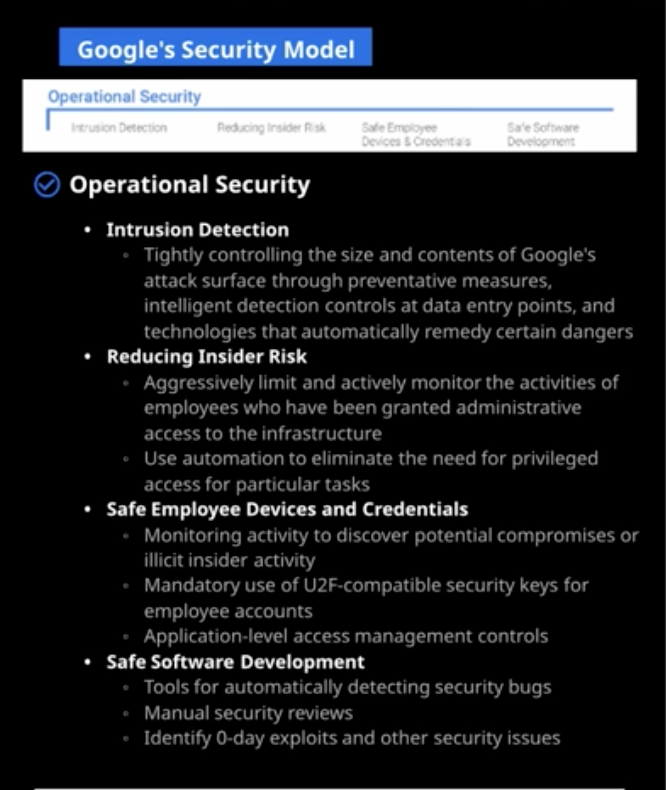 Google's Security Model
Operational Security
Intrusion Detection
Reducing Insider Risk
Safe Employee
Devices & Credentials
Safe Software
Development
Operational Security
• Intrusion Detection
◦ Tightly controlling the size and contents of Google's
attack surface through preventative measures,
intelligent detection controls at data entry points, and
technologies that automatically remedy certain dangers
• Reducing Insider Risk
◦ Aggressively limit and actively monitor the activities of
employees who have been granted administrative
access to the infrastructure
◦ Use automation to eliminate the need for privileged
access for particular tasks
• Safe Employee Devices and Credentials
◦ Monitoring activity to discover potential compromises or
illicit insider activity
◦ Mandatory use of U2F-compatible security keys for
employee accounts
◦ Application-level access management controls
• Safe Software Development
◦ Tools for automatically detecting security bugs
◦ Manual security reviews
◦ Identify 0-day exploits and other security issues